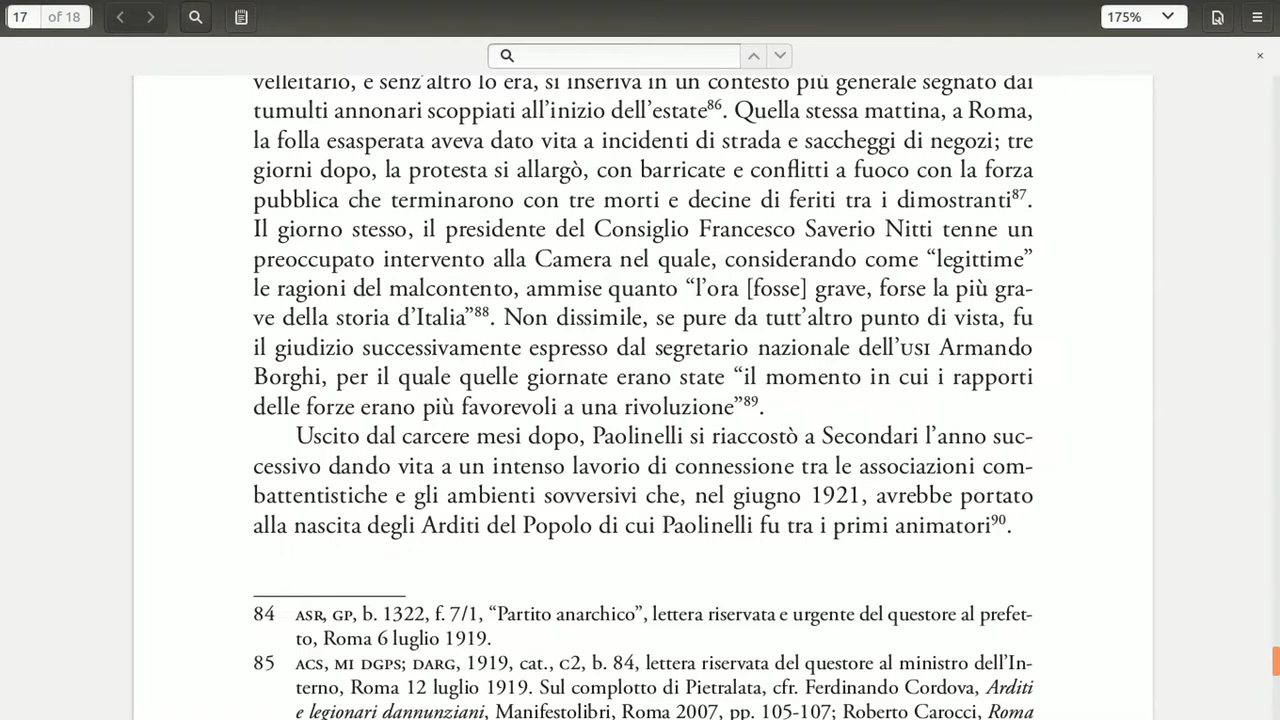 17 of 18
175%
velleitario, e senz'altro lo era, si inseriva in un contesto più generale segnato dai
tumulti annonari scoppiati all'inizio dell'estate86. Quella stessa mattina, a Roma,
la folla esasperata aveva dato vita a incidenti di strada e saccheggi di negozi; tre
giorni dopo, la protesta si allargò, con barricate e conflitti a fuoco con la forza
pubblica che terminarono con tre morti e decine di feriti tra i dimostranti87.
Il giorno stesso, il presidente del Consiglio Francesco Saverio Nitti tenne un
preoccupato intervento alla Camera nel quale, considerando come “legittime”
le ragioni del malcontento, ammise quanto “l'ora [fosse] grave, forse la più gra-
ve della storia d'Italia”88. Non dissimile, se pure da tutt'altro punto di vista, fu
il giudizio successivamente espresso dal segretario nazionale dell'USI Armando
Borghi, per il quale quelle giornate erano state “il momento in cui i rapporti
delle forze erano più favorevoli a una rivoluzione”89.
Uscito dal carcere mesi dopo, Paolinelli si riaccostò a Secondari l'anno suc-
cessivo dando vita a un intenso lavorio di connessione tra le associazioni com-
battentistiche e gli ambienti sovversivi che, nel giugno 1921, avrebbe portato
alla nascita degli Arditi del Popolo di cui Paolinelli fu tra i primi animatori90.
84 ASR, GP, b. 1322, f. 7/1, “Partito anarchico”, lettera riservata e urgente del questore al prefet-
to, Roma 6 luglio 1919.
85 ACS, MI DGPS; DARG, 1919, cat., C2, b. 84, lettera riservata del questore al ministro dell'In-
terno, Roma 12 luglio 1919. Sul complotto di Pietralata, cfr. Ferdinando Cordova, Arditi
e legionari dannunziani, Manifestolibri, Roma 2007, pp. 105-107; Roberto Carocci, Roma